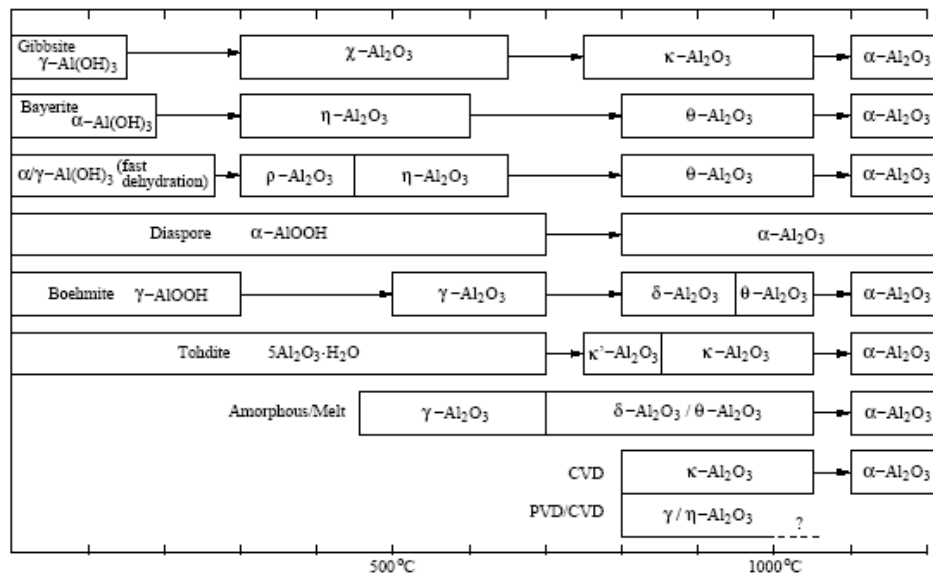 Gibbsite
γ–Al(OH)₃
χ–Al₂O₃
κ–Al₂O₃
α–Al₂O₃
Bayerite
α–Al(OH)₃
η–Al₂O₃
θ–Al₂O₃
α–Al₂O₃
α/γ–Al(OH)₃ (fast
dehydration)
ρ–Al₂O₃
η–Al₂O₃
θ–Al₂O₃
α–Al₂O₃
Diaspore α–AlOOH
α–Al₂O₃
Boehmite γ–AlOOH
γ–Al₂O₃
δ–Al₂O₃
θ–Al₂O₃
α–Al₂O₃
Tohdite 5Al₂O₃·H₂O
κ'–Al₂O₃
κ–Al₂O₃
α–Al₂O₃
Amorphous/Melt
γ–Al₂O₃
δ–Al₂O₃ / θ–Al₂O₃
α–Al₂O₃
CVD
κ–Al₂O₃
α–Al₂O₃
PVD/CVD
γ/η–Al₂O₃
?
500°C
1000°C